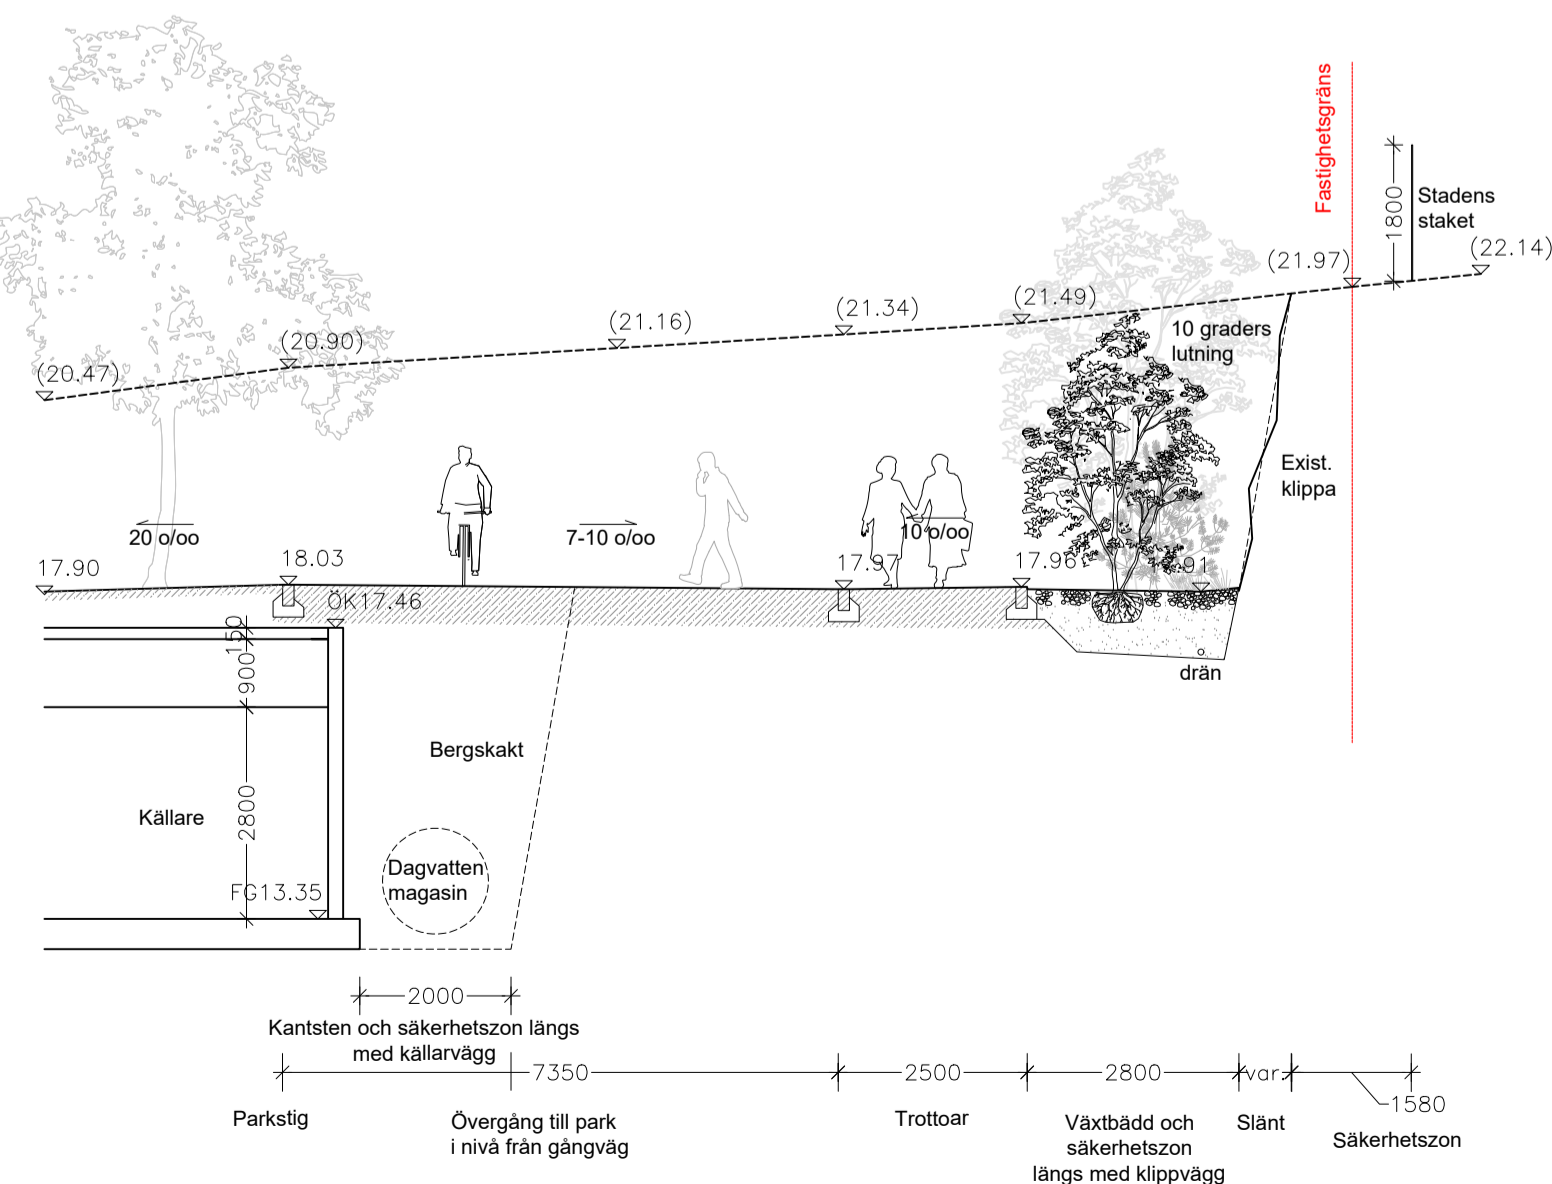 Fastighetsgräns
1800
Stadens
staket
(21.97)
(22.14)
(21.49)
(21.34)
(21.16)
(20.90)
(20.47)
10 graders
lutning
Exist.
klippa
20 o/oo
7-10 o/oo
10 o/oo
17.90
18.03
17.97
17.96
91
ÖK17.46
150
900
2800
drän
Bergskakt
Källare
Dagvatten
magasin
FG13.35
2000
Kantsten och säkerhetszon längs
med källarvägg
7350
2500
2800
var.
1580
Parkstig
Övergång till park
i nivå från gångväg
Trottoar
Växtbädd och
säkerhetszon
längs med klippvägg
Slänt
Säkerhetszon